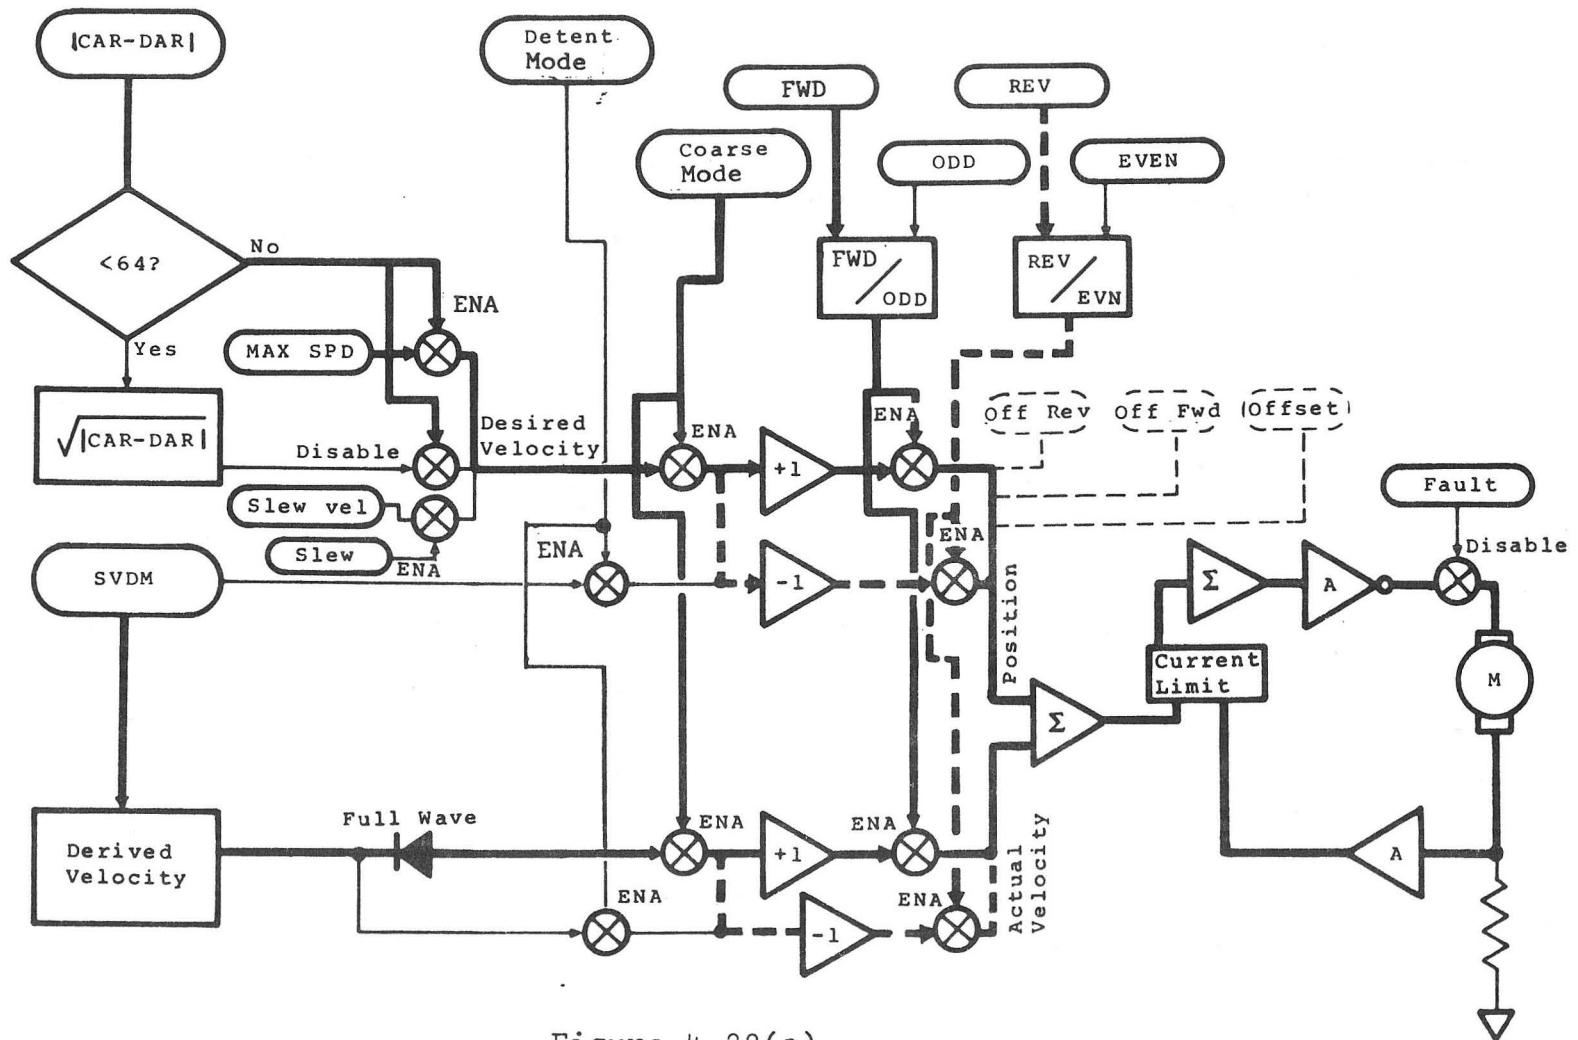 |CAR-DAR|
Detent
Mode
FWD
REV
Coarse
Mode
ODD
EVEN
<64?
No
FWD
/
ODD
REV
/
EVN
ENA
Yes
MAX SPD
√|CAR-DAR|
Disable
Desired
Velocity
ENA
+1
ENA
Off Rev
Off Fwd
Offset
Fault
Slew vel
Slew
ENA
SVDM
ENA
-1
ENA
Position
Σ
A
Disable
Current
Limit
M
Σ
Full Wave
ENA
+1
ENA
Derived
Velocity
ENA
-1
ENA
Actual
Velocity
A
Figure 4-28(a)